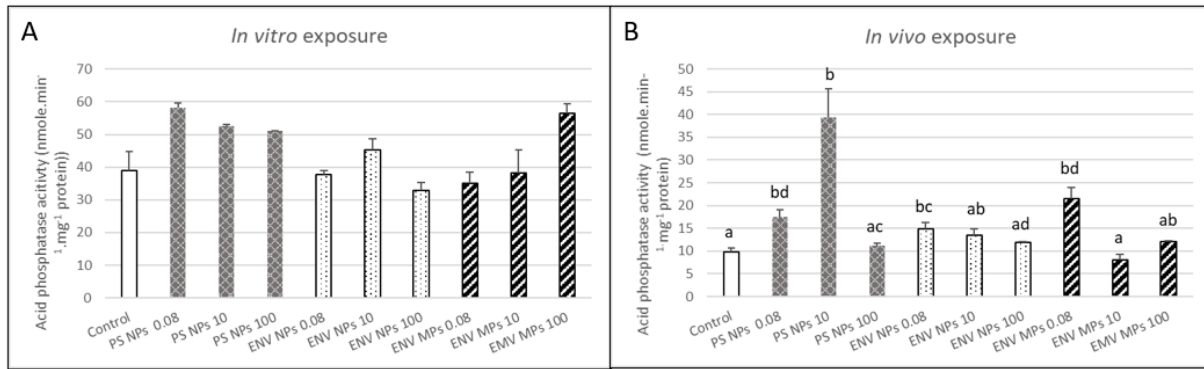 A
In vitro exposure
Acid phosphatase acitivty (nmole.min-
1.mg-1 protein))
70
60
50
40
30
20
10
0
Control
PS NPs 0.08
PS NPs 10
PS NPs 100
ENV NPs 0.08
ENV NPs 10
ENV NPs 100
ENV MPs 0.08
ENV MPs 10
EMV MPS 100
B
In vivo exposure
Acid phosphatase activity (nmole.min-
1.mg-1 protein)
50
45
40
35
30
25
20
15
10
5
0
a
bd
b
ac
bc
ab
ad
bd
a
ab
Control
PS NPs 0.08
PS NPs 10
PS NPs 100
ENV NPs 0.08
ENV NPs 10
ENV NPs 100
ENV MPs 0.08
ENV MPs 10
EMV MPS 100